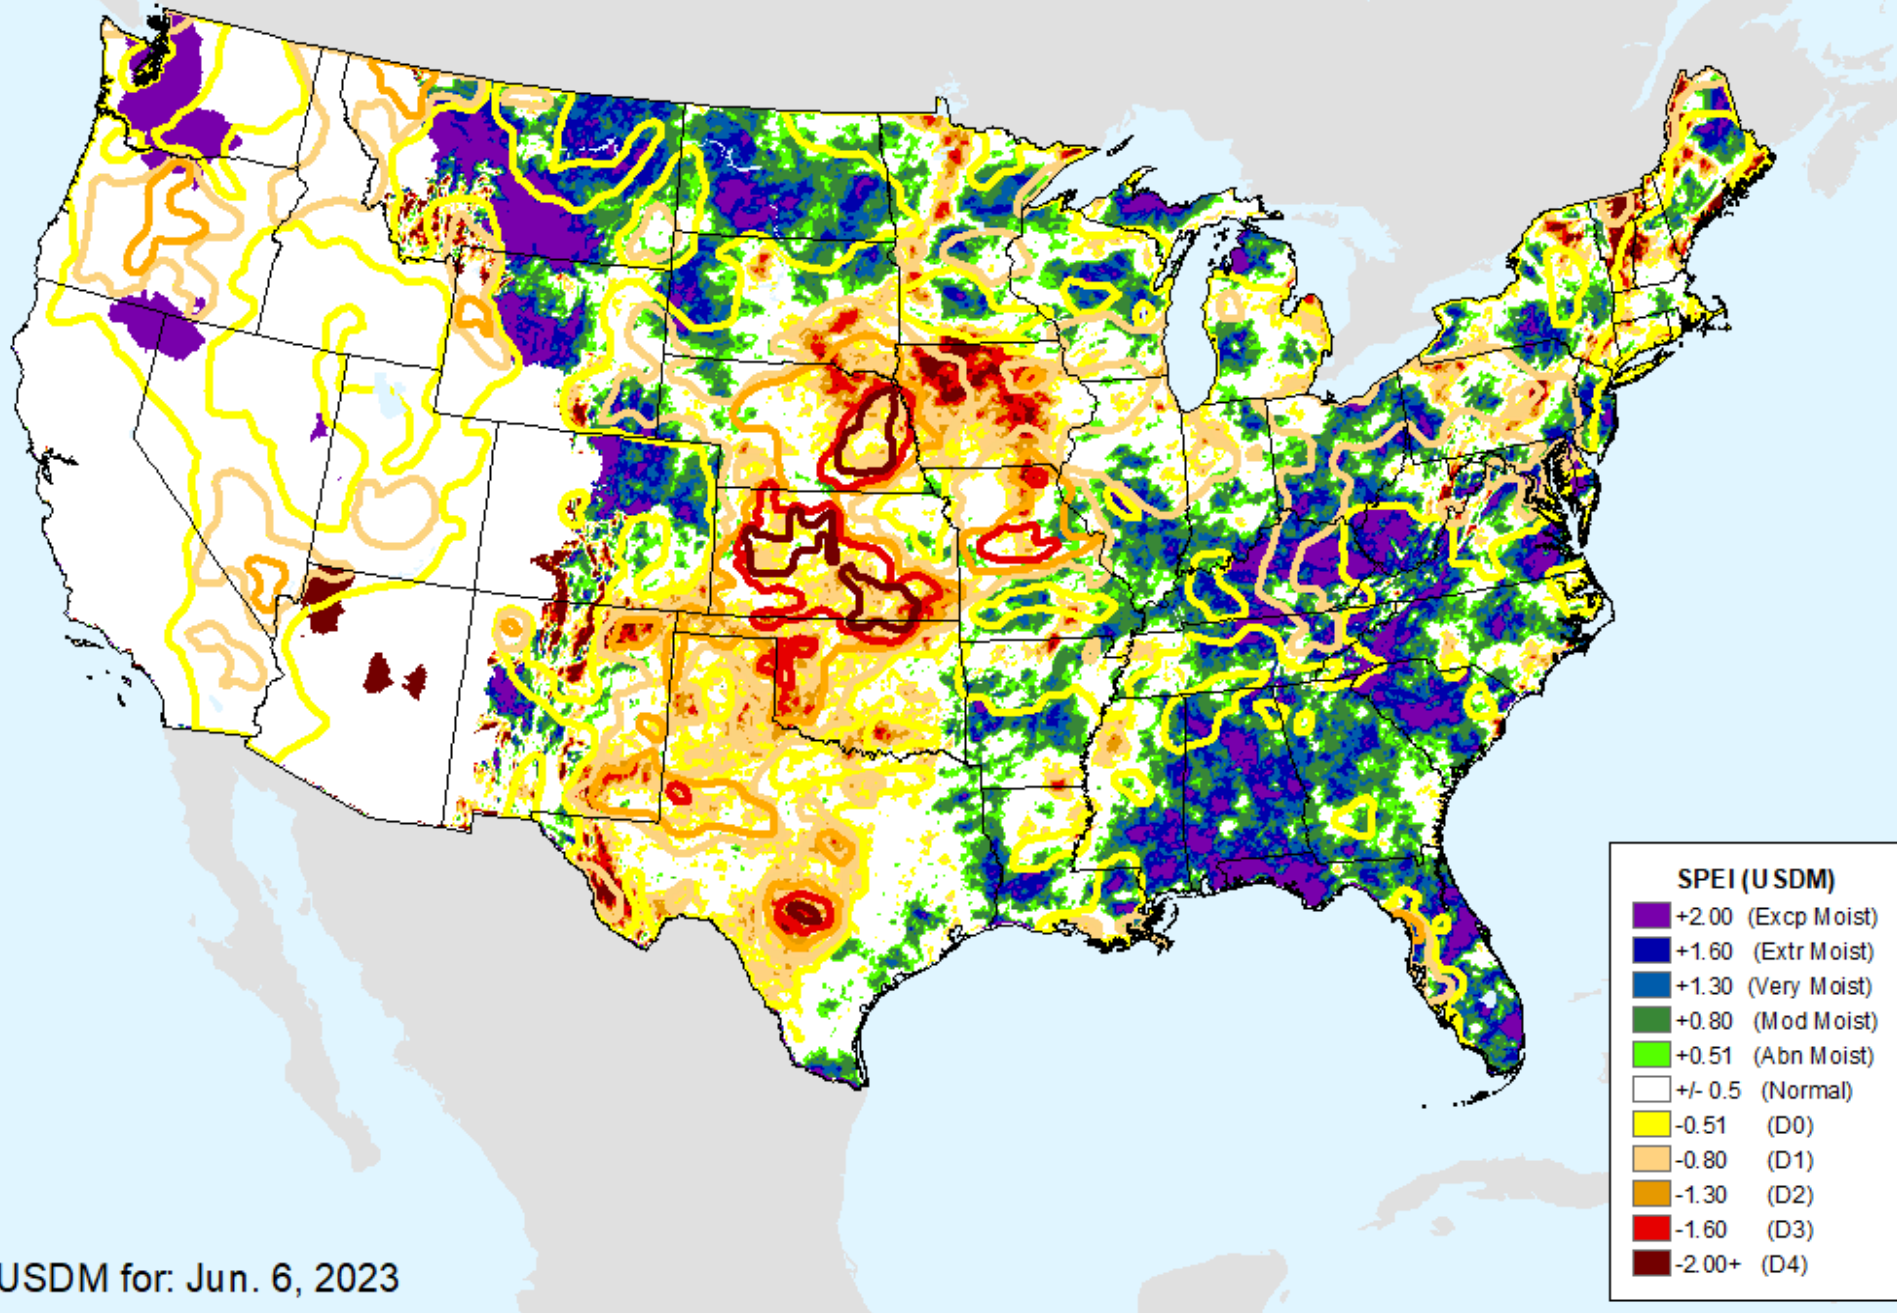 SPEI (USDM)
+2.00 (Excp Moist)
+1.60 (Extr Moist)
+1.30 (Very Moist)
+0.80 (Mod Moist)
+0.51 (Abn Moist)
+/- 0.5 (Normal)
-0.51 (D0)
-0.80 (D1)
-1.30 (D2)
-1.60 (D3)
-2.00+ (D4)
USDM for: Jun. 6, 2023